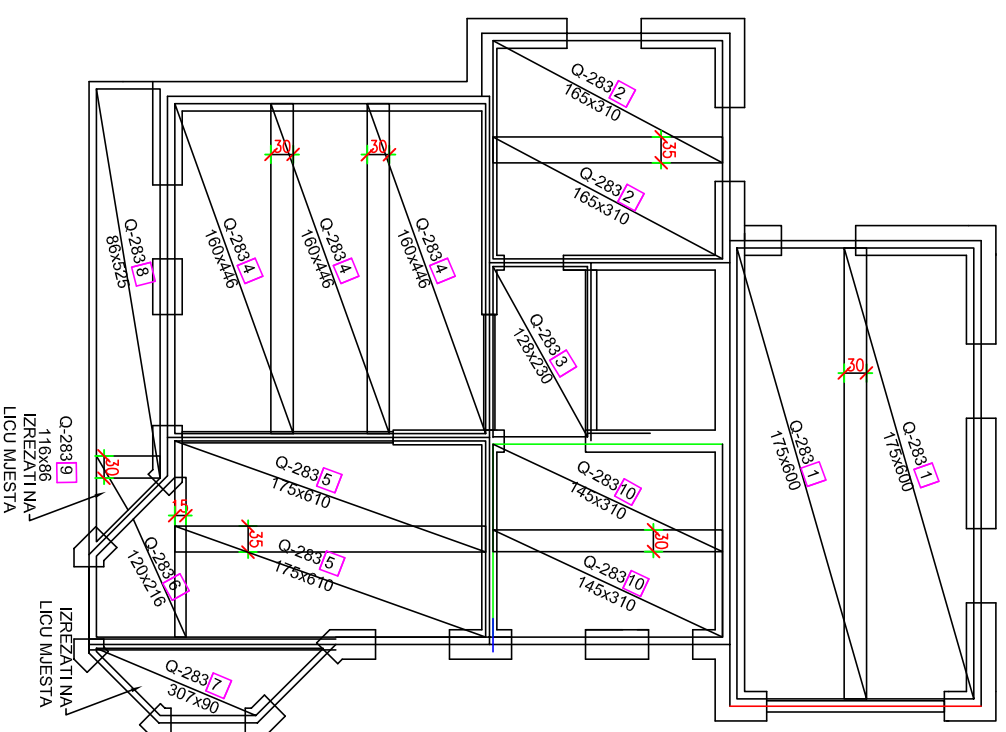 Q-283 2
165x310
35
Q-283 2
165x310
30
30
Q-283 4
160x446
Q-283 4
160x446
Q-283 4
160x446
Q-283 8
86x525
Q-283 3
128x230
30
Q-283 1
175x600
Q-283 1
175x600
Q-283 9
116x86
IZREZATI NA
LICU MJESTA
30
15
Q-283 5
175x610
35
Q-283 5
175x610
Q-283 10
145x310
30
Q-283 10
145x310
Q-283 6
120x216
IZREZATI NA
LICU MJESTA
Q-283 7
307x90